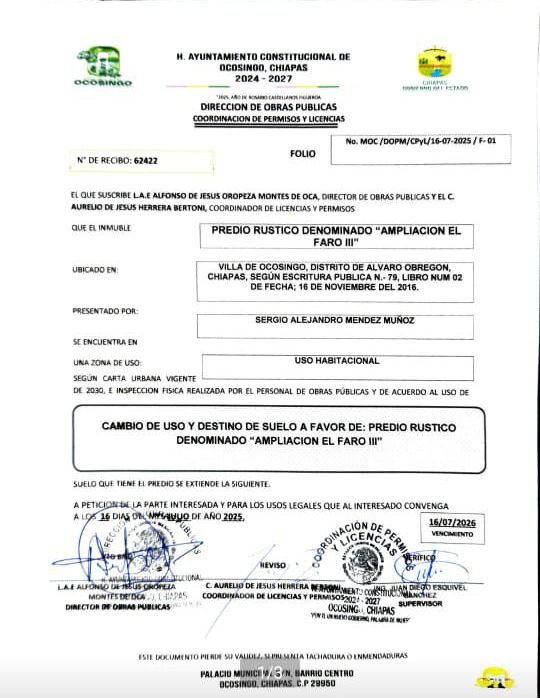 H. AYUNTAMIENTO CONSTITUCIONAL DE
OCOSINGO, CHIAPAS
2024 - 2027
OCOSINGO
CHIAPAS
GOBIERNO DEL ESTADO
"2025, AÑO DE ROSARIO CASTELLANOS FIGUEROA
DIRECCION DE OBRAS PUBLICAS
COORDINACION DE PERMISOS Y LICENCIAS
No. MOC /DOPM/CPyL/16-07-2025 / F- 01
FOLIO
N° DE RECIBO: 62422
EL QUE SUSCRIBE L.A.E ALFONSO DE JESUS OROPEZA MONTES DE OCA, DIRECTOR DE OBRAS PUBLICAS Y EL C.
AURELIO DE JESUS HERRERA BERTONI, COORDINADOR DE LICENCIAS Y PERMISOS
QUE EL INMUBLE
PREDIO RUSTICO DENOMINADO "AMPLIACION EL
FARO III"
UBICADO EN:
VILLA DE OCOSINGO, DISTRITO DE ALVARO OBREGON,
CHIAPAS, SEGÚN ESCRITURA PUBLICA N.- 79, LIBRO NUM 02
DE FECHA; 16 DE NOVIEMBRE DEL 2016.
PRESENTADO POR:
SERGIO ALEJANDRO MENDEZ MUÑOZ
SE ENCUENTRA EN
UNA ZONA DE USO:
USO HABITACIONAL
SEGÚN CARTA URBANA VIGENTE
DE 2030, E INSPECCION FISICA REALIZADA POR EL PERSONAL DE OBRAS PÚBLICAS Y DE ACUERDO AL USO DE
CAMBIO DE USO Y DESTINO DE SUELO A FAVOR DE: PREDIO RUSTICO
DENOMINADO "AMPLIACION EL FARO III"
SUELO QUE TIENE EL PREDIO SE EXTIENDE LA SIGUIENTE.
A PETICION DE LA PARTE INTERESADA Y PARA LOS USOS LEGALES QUE AL INTERESADO CONVENGA
A LOS 16 DIAS JULIO DE AÑO 2025.
16/07/2026
VENCIMIENTO
COORDINACIÓN DE PERMISOS
Y LICENCIAS
REVISO
VERIFICO
L.A.E ALFONSO DE JESUS OROPEZA
MONTES DE OCA
DIRECTOR DE OBRAS PUBLICAS
C. AURELIO DE JESUS HERRERA BERTONI
COORDINADOR DE LICENCIAS Y PERMISOS
ING. JUAN DIEGO ESQUIVEL
SANCHEZ
SUPERVISOR
2024 - 2027
OCOSINGO, CHIAPAS
ESTE DOCUMENTO PIERDE SU VALIDEZ, SI PRESENTA TACHADURA O ENMENDADURAS
1/3
PALACIO MUNICIPAL S/N, BARRIO CENTRO
OCOSINGO, CHIAPAS. C.P 29950